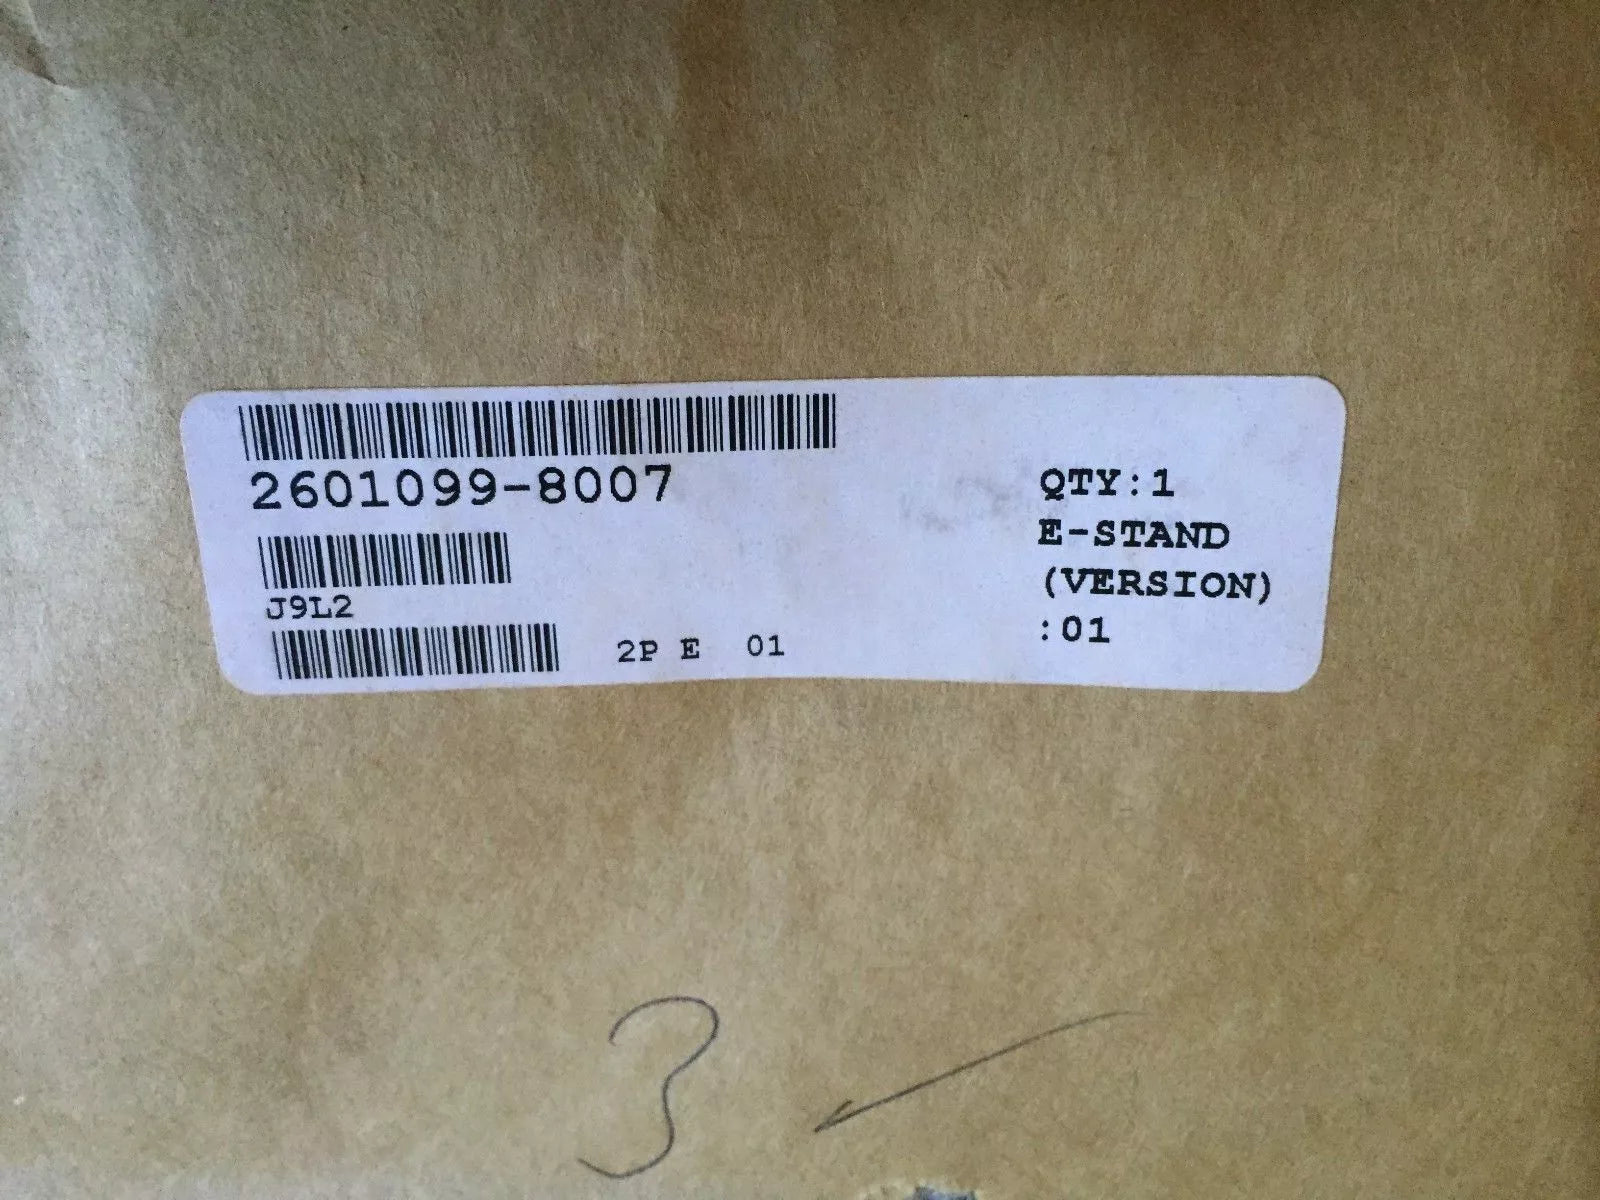 2601099-8007
J9L2
2P E 01
QTY:1
E-STAND
(VERSION)
:01
3